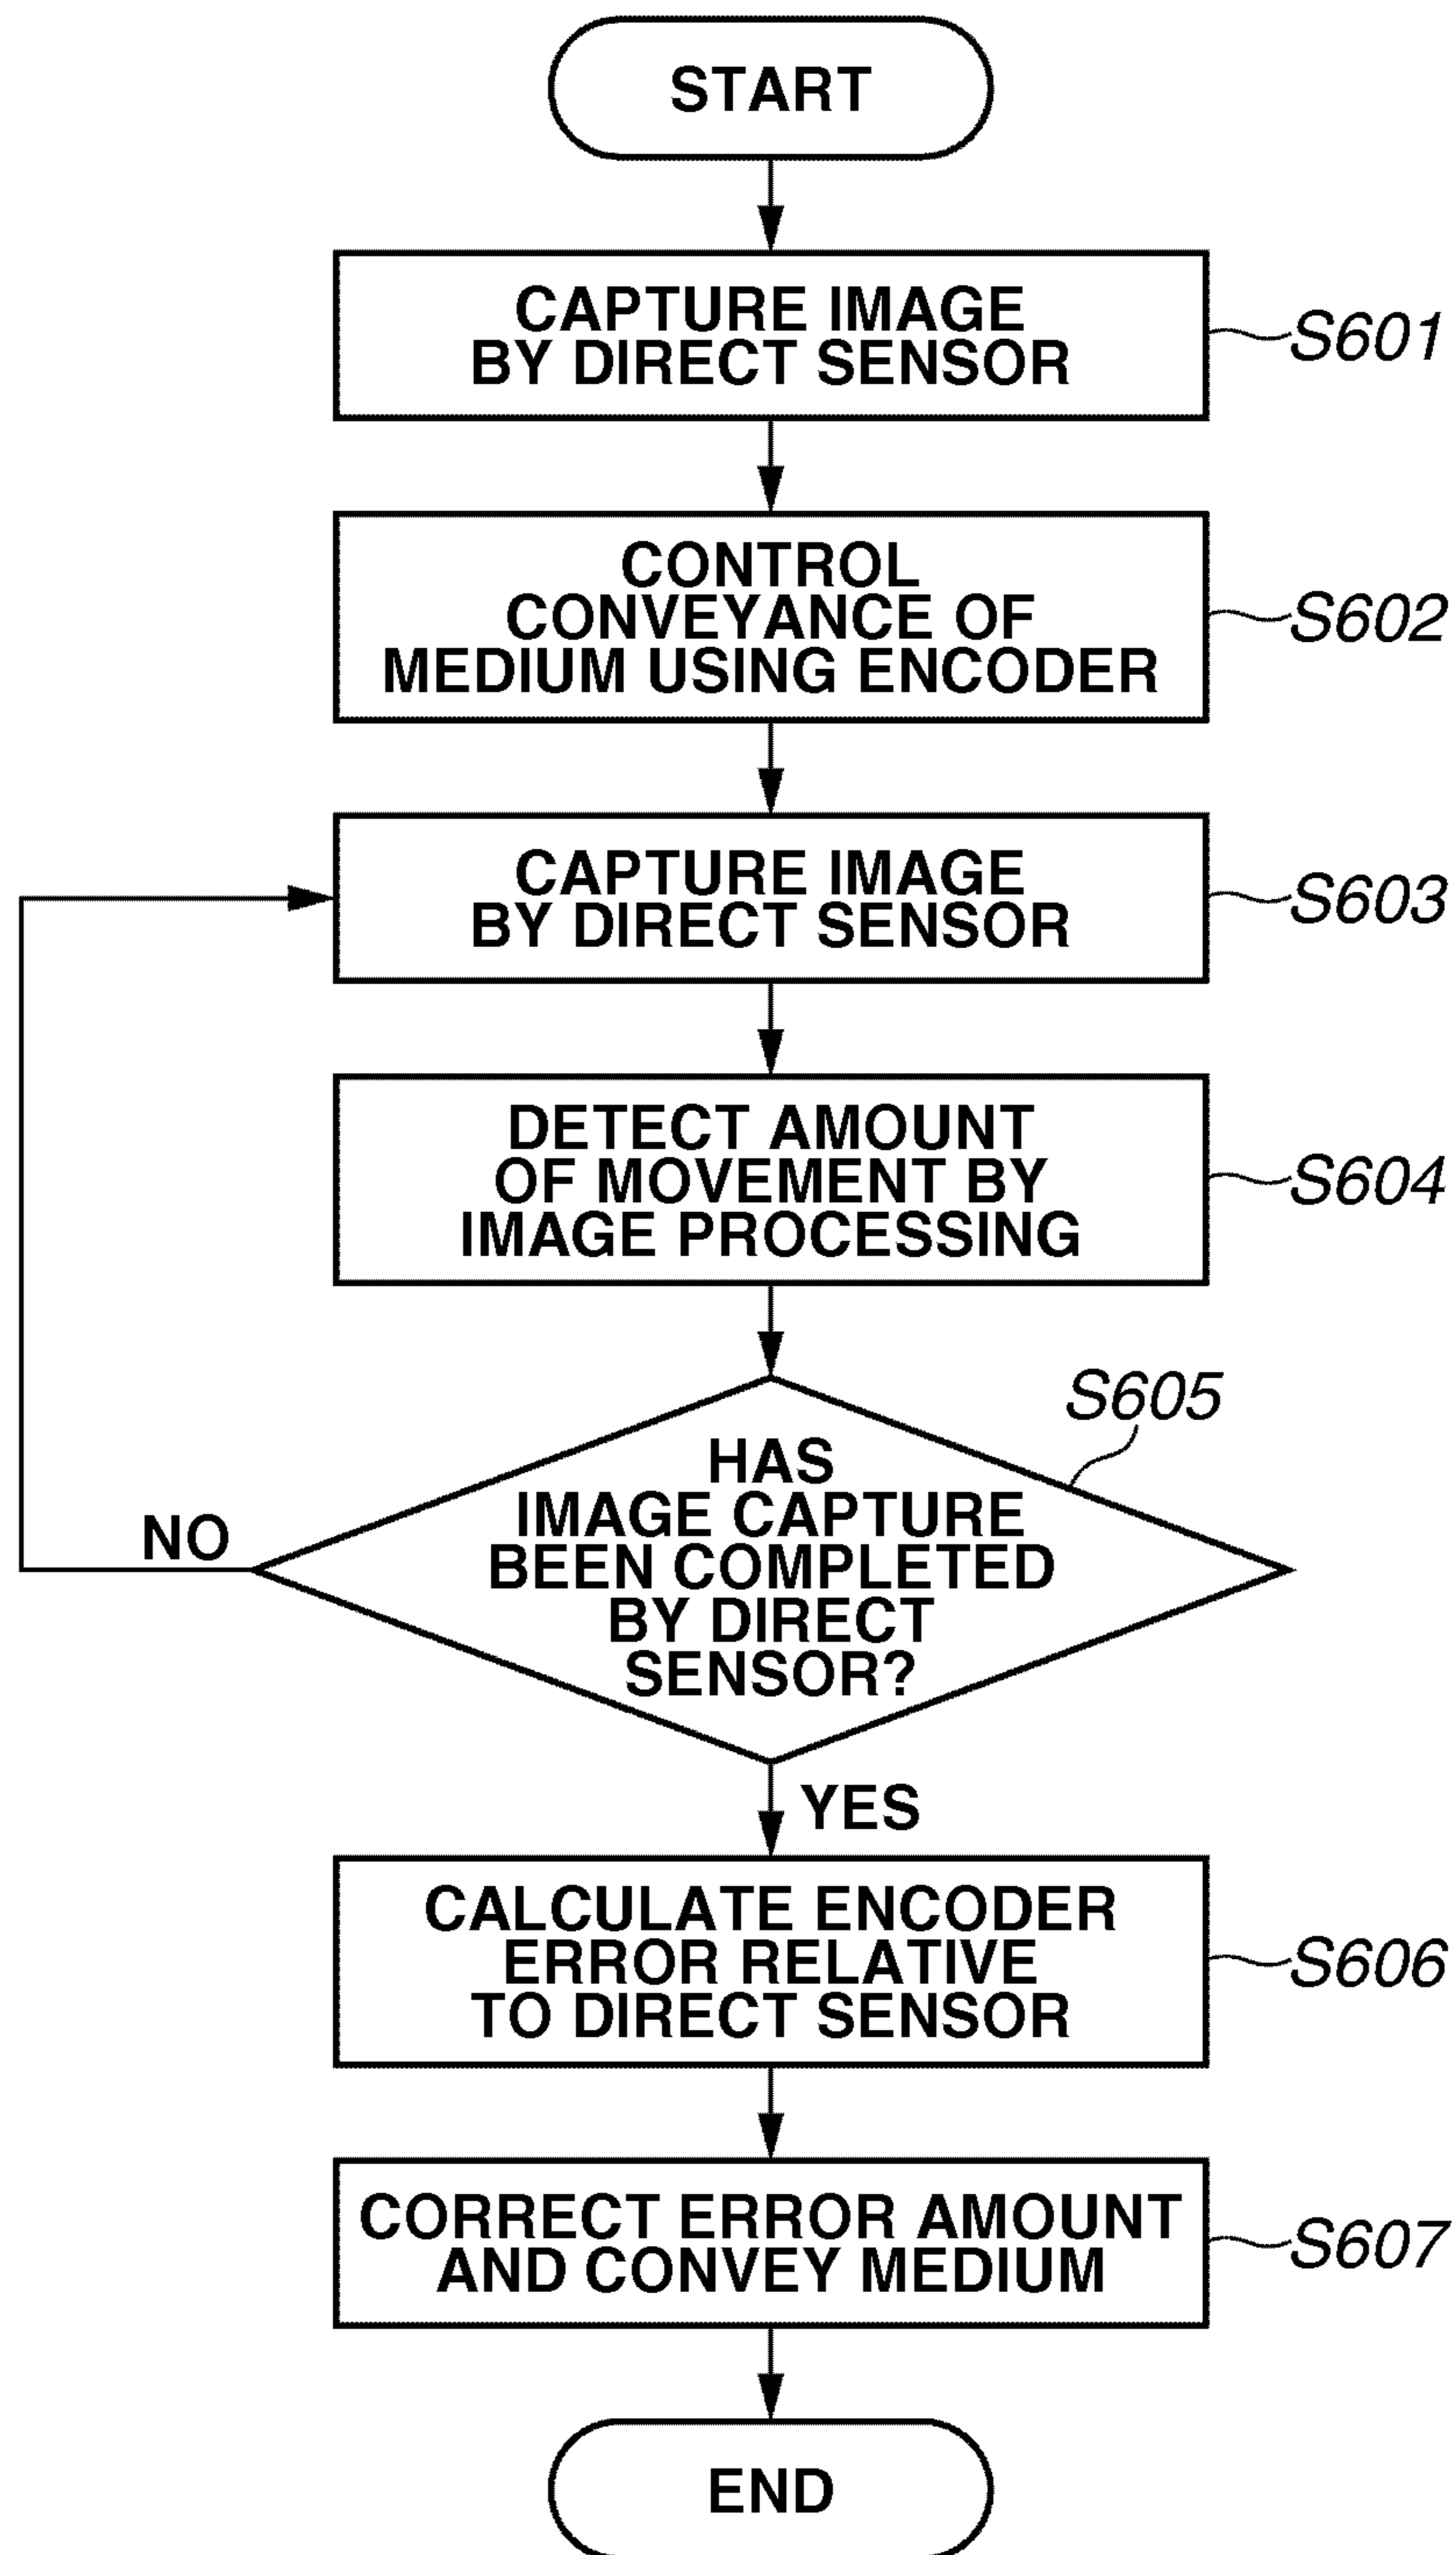 START
CAPTURE IMAGE
BY DIRECT SENSOR
S601
CONTROL
CONVEYANCE OF
MEDIUM USING ENCODER
S602
CAPTURE IMAGE
BY DIRECT SENSOR
S603
DETECT AMOUNT
OF MOVEMENT BY
IMAGE PROCESSING
S604
S605
HAS
IMAGE CAPTURE
BEEN COMPLETED
BY DIRECT
SENSOR?
NO
YES
CALCULATE ENCODER
ERROR RELATIVE
TO DIRECT SENSOR
S606
CORRECT ERROR AMOUNT
AND CONVEY MEDIUM
S607
END